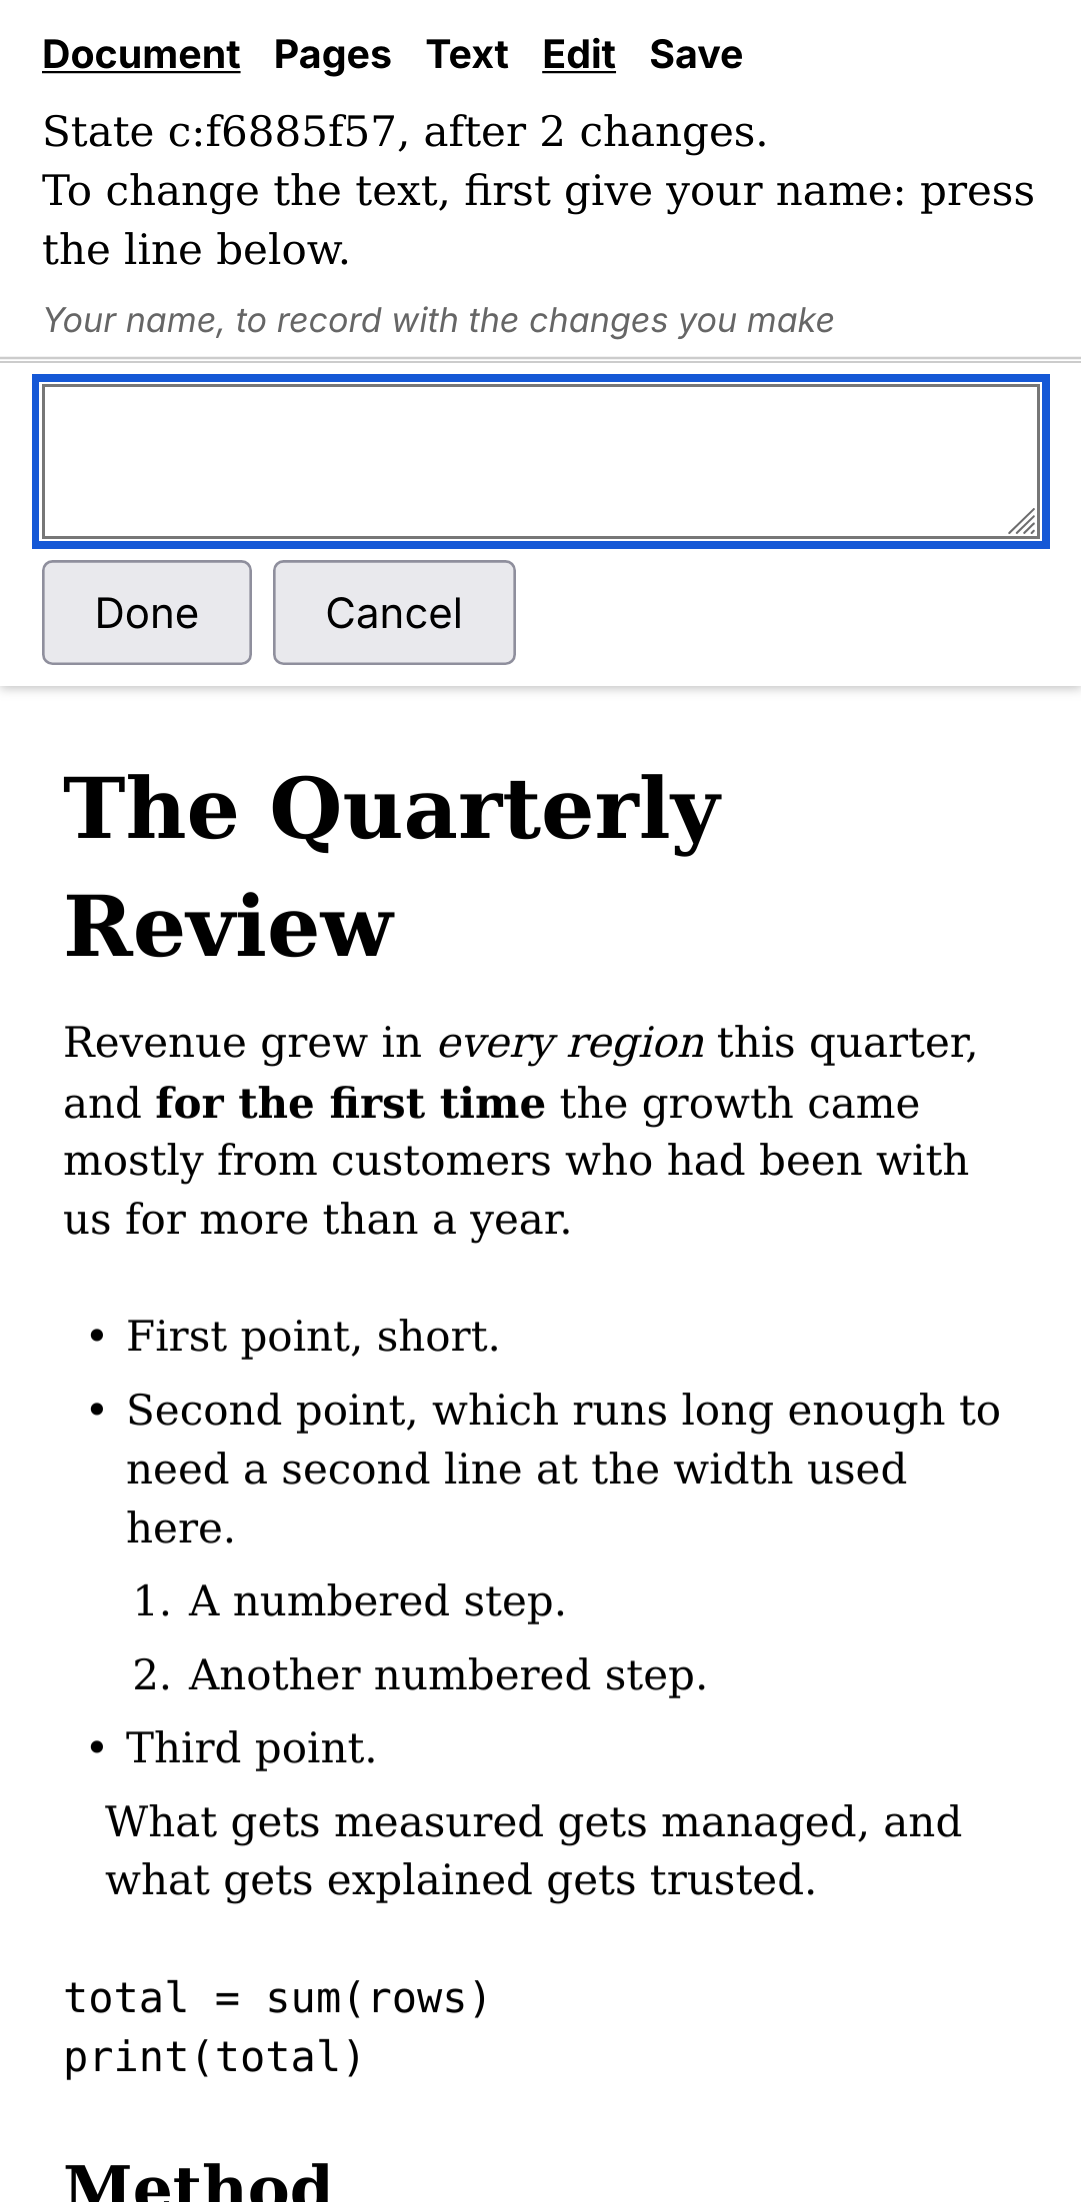 Document Pages Text Edit Save
State c:f6885f57, after 2 changes.
To change the text, first give your name: press
the line below.
Your name, to record with the changes you make
Done Cancel
The Quarterly
Review
Revenue grew in every region this quarter,
and for the first time the growth came
mostly from customers who had been with
us for more than a year.
• First point, short.
• Second point, which runs long enough to
need a second line at the width used
here.
1. A numbered step.
2. Another numbered step.
• Third point.
What gets measured gets managed, and
what gets explained gets trusted.
total = sum(rows)
print(total)
Method